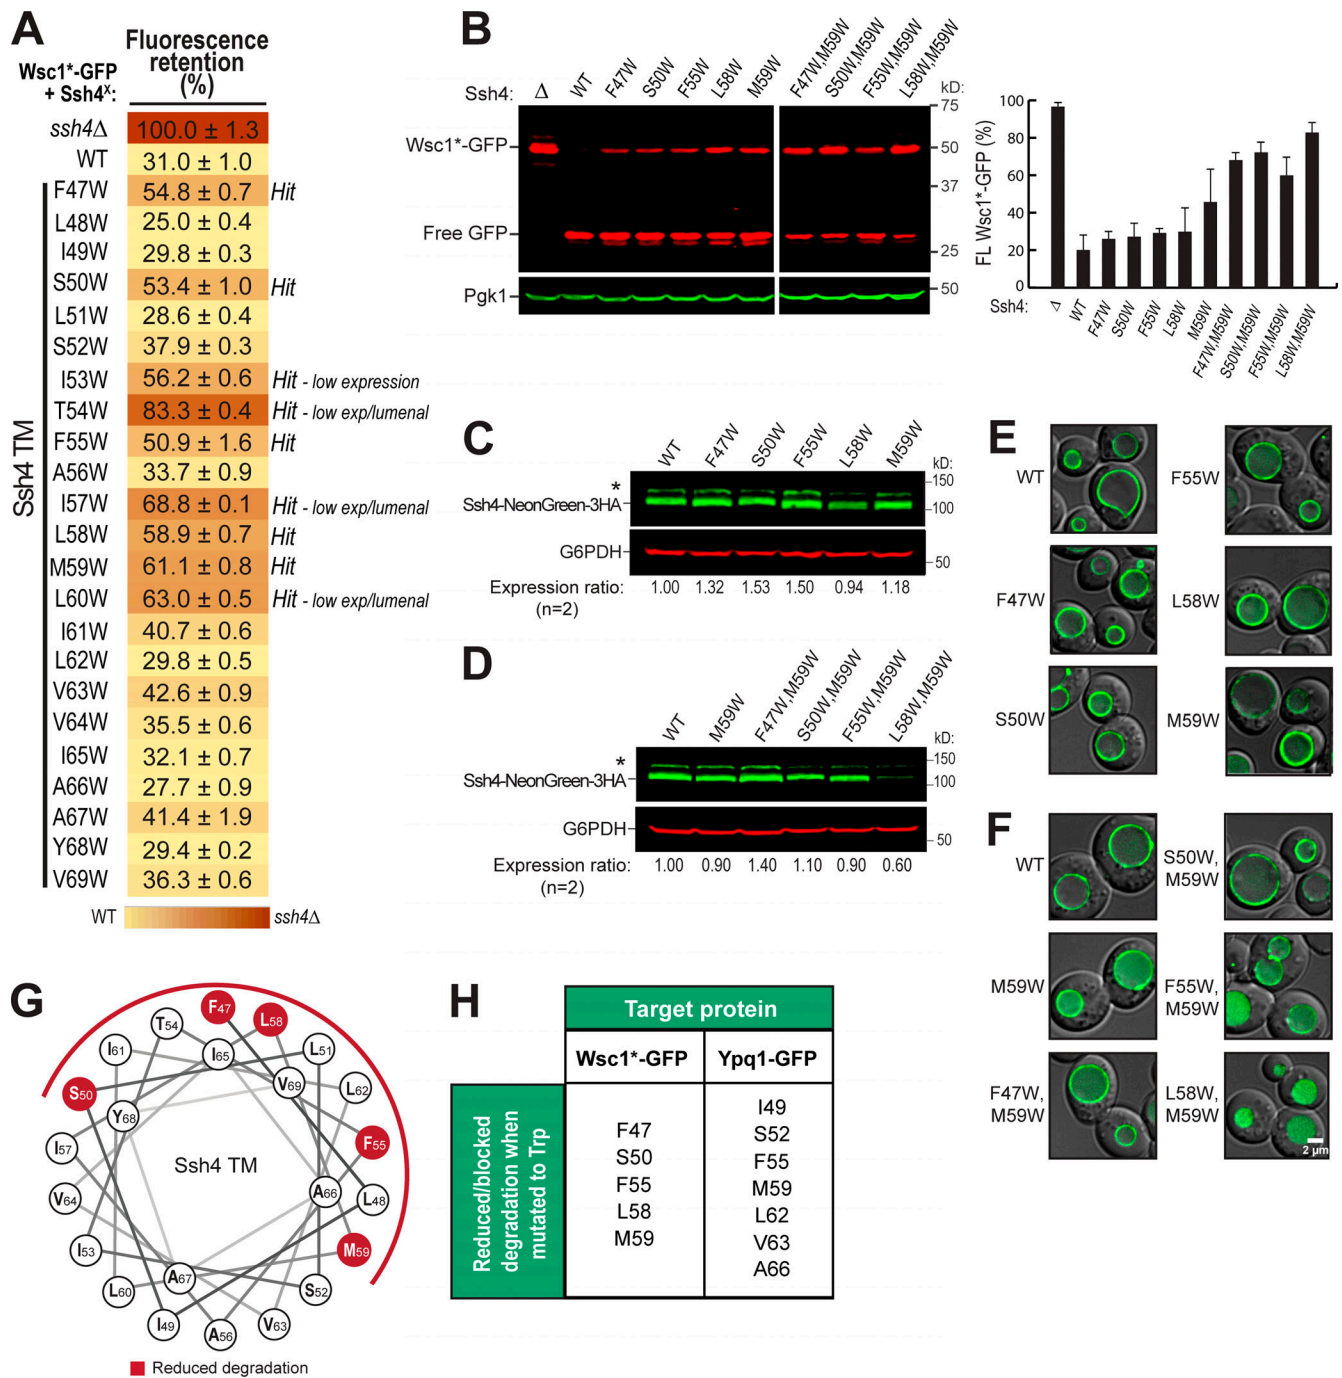 A
Fluorescence
retention
(%)
Wsc1*-GFP
+ Ssh4ˣ:
ssh4Δ 100.0 ± 1.3
WT 31.0 ± 1.0
F47W 54.8 ± 0.7 Hit
L48W 25.0 ± 0.4
I49W 29.8 ± 0.3
S50W 53.4 ± 1.0 Hit
L51W 28.6 ± 0.4
S52W 37.9 ± 0.3
I53W 56.2 ± 0.6 Hit - low expression
T54W 83.3 ± 0.4 Hit - low exp/lumenal
F55W 50.9 ± 1.6 Hit
A56W 33.7 ± 0.9
I57W 68.8 ± 0.1 Hit - low exp/lumenal
L58W 58.9 ± 0.7 Hit
M59W 61.1 ± 0.8 Hit
L60W 63.0 ± 0.5 Hit - low exp/lumenal
I61W 40.7 ± 0.6
L62W 29.8 ± 0.5
V63W 42.6 ± 0.9
V64W 35.5 ± 0.6
I65W 32.1 ± 0.7
A66W 27.7 ± 0.9
A67W 41.4 ± 1.9
Y68W 29.4 ± 0.2
V69W 36.3 ± 0.6
Ssh4 TM
WT ssh4Δ
B
Ssh4: Δ WT F47W S50W F55W L58W M59W F47W,M59W S50W,M59W F55W,M59W L58W,M59W kD:
75
Wsc1*-GFP 50
37
Free GFP
25
Pgk1 50
FL Wsc1*-GFP (%)
100
80
60
40
20
0
Ssh4: Δ WT F47W S50W F55W L58W M59W F47W,M59W S50W,M59W F55W,M59W L58W,M59W
C
WT F47W S50W F55W L58W M59W kD:
* 150
Ssh4-NeonGreen-3HA 100
G6PDH
50
Expression ratio: 1.00 1.32 1.53 1.50 0.94 1.18
(n=2)
D
WT M59W F47W,M59W S50W,M59W F55W,M59W L58W,M59W kD:
* 150
Ssh4-NeonGreen-3HA 100
G6PDH
50
Expression ratio: 1.00 0.90 1.40 1.10 0.90 0.60
(n=2)
E
WT F55W
F47W L58W
S50W M59W
F
WT S50W,
M59W
M59W F55W,
M59W
F47W,
M59W
L58W,
M59W
2 µm
G
F47
L58
T54
I61
I65
L51
V69
L62
S50
Y68
F55
I57
Ssh4 TM
A66
L48
V64
I53
M59
A67
L60
S52
I49
A56
V63
Reduced degradation
H
Target protein
Wsc1*-GFP Ypq1-GFP
Reduced/blocked
degradation when
mutated to Trp
F47
S50
F55
L58
M59
I49
S52
F55
M59
L62
V63
A66